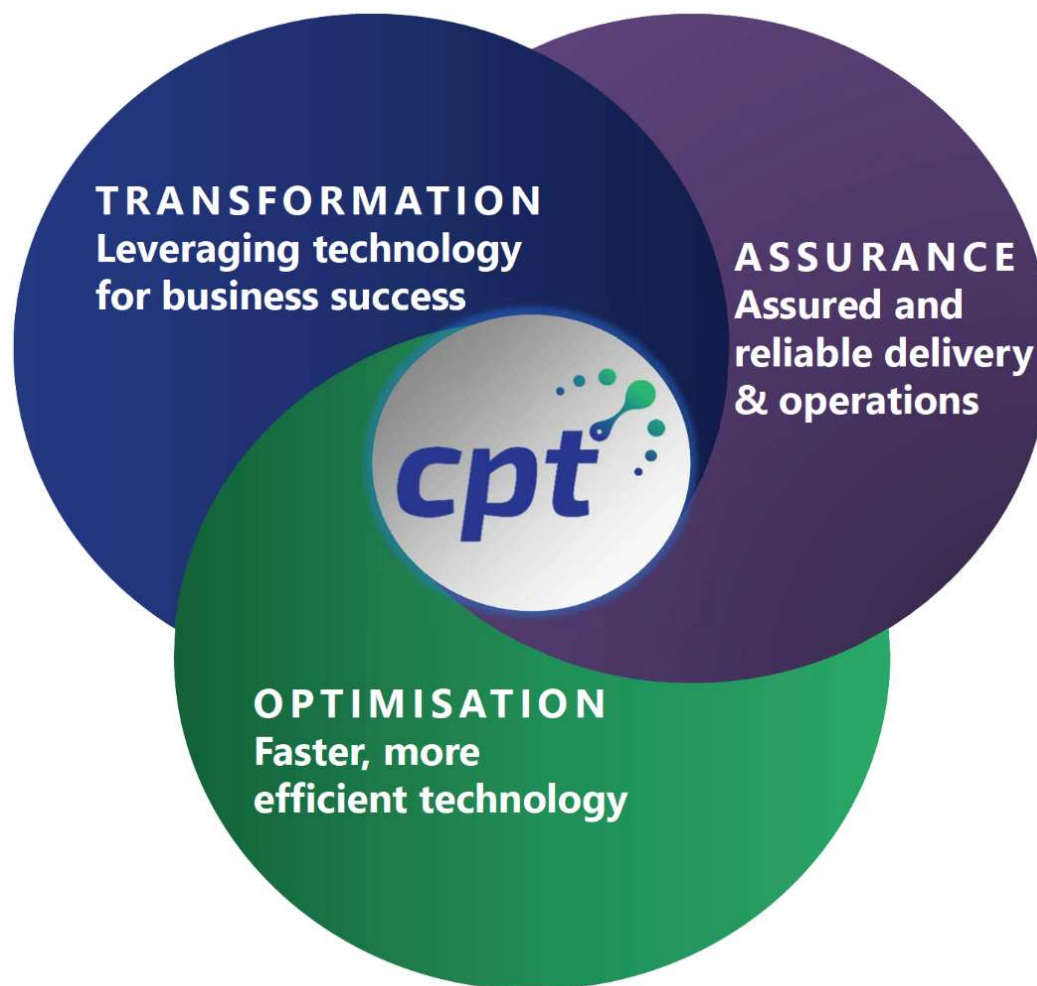 TRANSFORMATION
Leveraging technology
for business success
ASSURANCE
Assured and
reliable delivery
& operations
cpt
OPTIMISATION
Faster, more
efficient technology